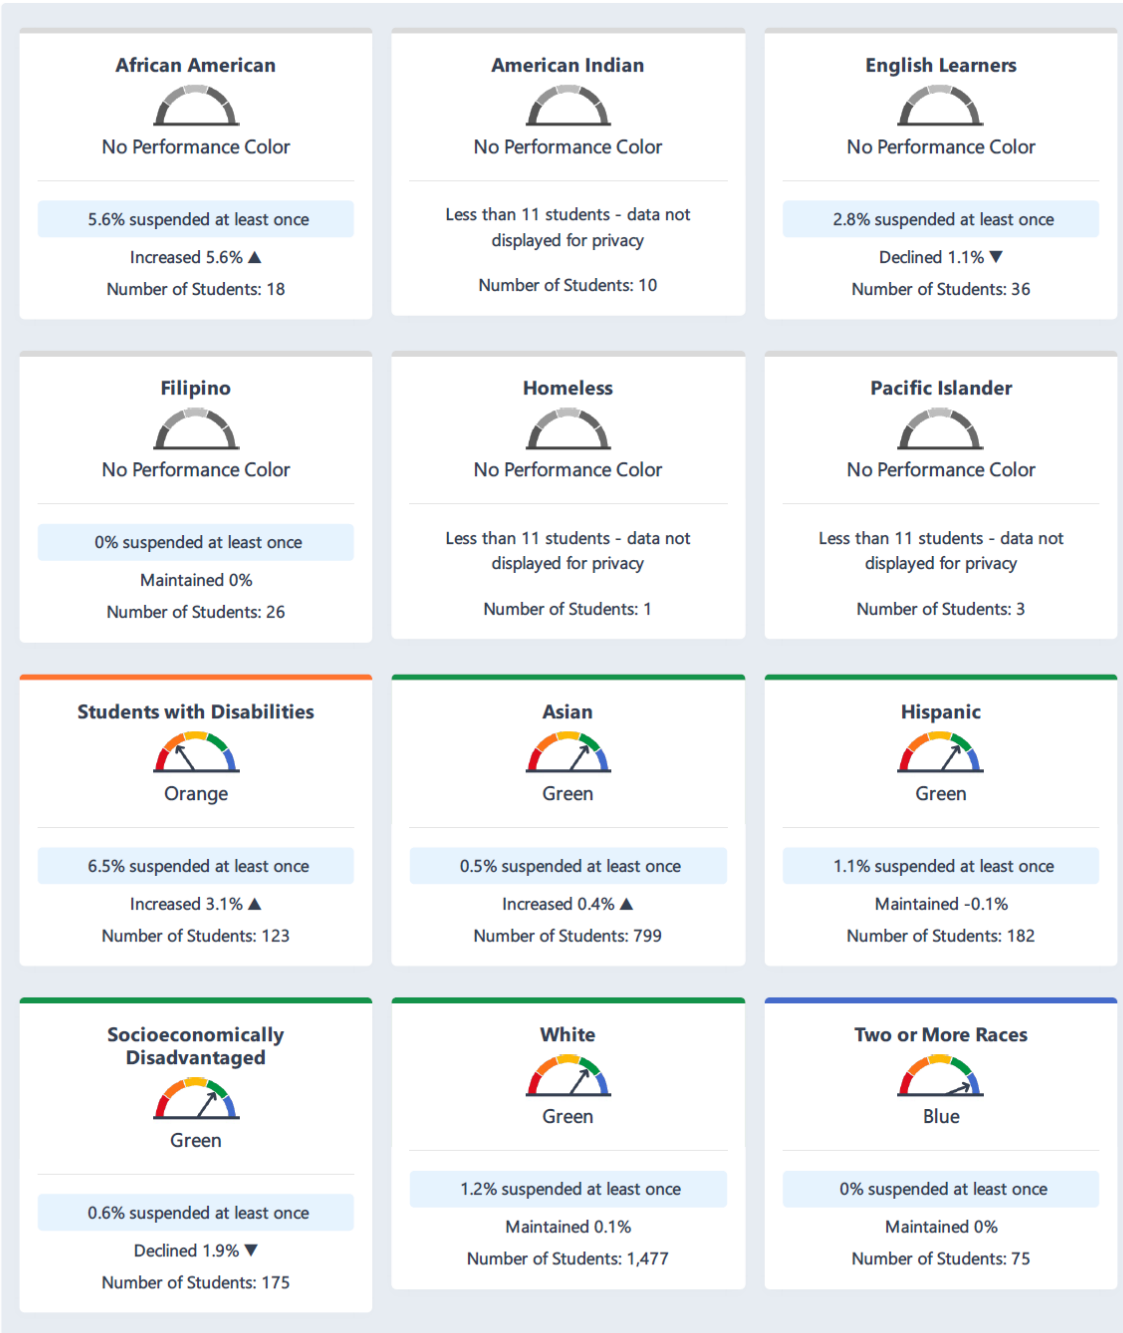 African American
No Performance Color
5.6% suspended at least once
Increased 5.6% ▲
Number of Students: 18
American Indian
No Performance Color
Less than 11 students - data not
displayed for privacy
Number of Students: 10
English Learners
No Performance Color
2.8% suspended at least once
Declined 1.1% ▼
Number of Students: 36
Filipino
No Performance Color
0% suspended at least once
Maintained 0%
Number of Students: 26
Homeless
No Performance Color
Less than 11 students - data not
displayed for privacy
Number of Students: 1
Pacific Islander
No Performance Color
Less than 11 students - data not
displayed for privacy
Number of Students: 3
Students with Disabilities
Orange
6.5% suspended at least once
Increased 3.1% ▲
Number of Students: 123
Asian
Green
0.5% suspended at least once
Increased 0.4% ▲
Number of Students: 799
Hispanic
Green
1.1% suspended at least once
Maintained -0.1%
Number of Students: 182
Socioeconomically
Disadvantaged
Green
0.6% suspended at least once
Declined 1.9% ▼
Number of Students: 175
White
Green
1.2% suspended at least once
Maintained 0.1%
Number of Students: 1,477
Two or More Races
Blue
0% suspended at least once
Maintained 0%
Number of Students: 75